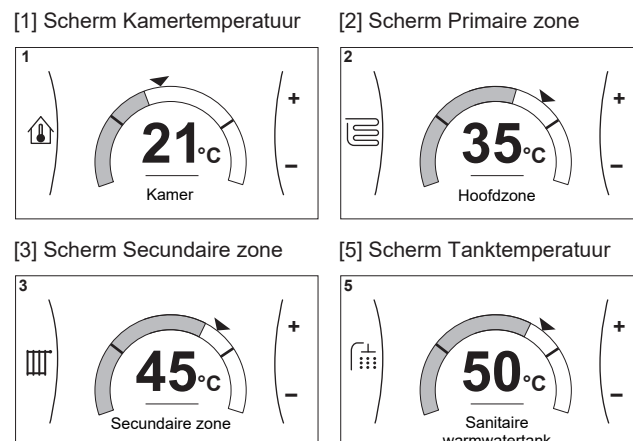 [1] Scherm Kamertemperatuur
[2] Scherm Primaire zone
1
+
21°C
−
Kamer
2
+
35°C
−
Hoofdzone
[3] Scherm Secundaire zone
[5] Scherm Tanktemperatuur
3
+
45°C
−
Secundaire zone
5
+
50°C
−
Sanitaire
warmwatertank